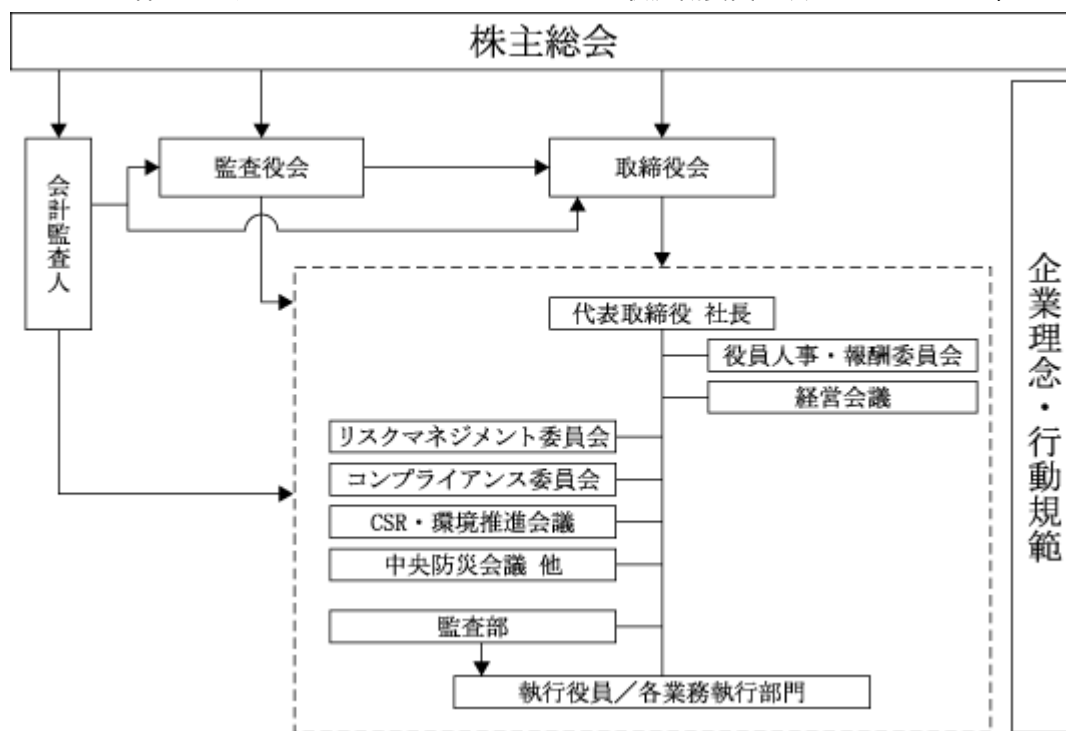 株主総会
会計監査人
監査役会
取締役会
代表取締役 社長
役員人事・報酬委員会
経営会議
リスクマネジメント委員会
コンプライアンス委員会
CSR・環境推進会議
中央防災会議 他
監査部
執行役員／各業務執行部門
企業理念・行動規範